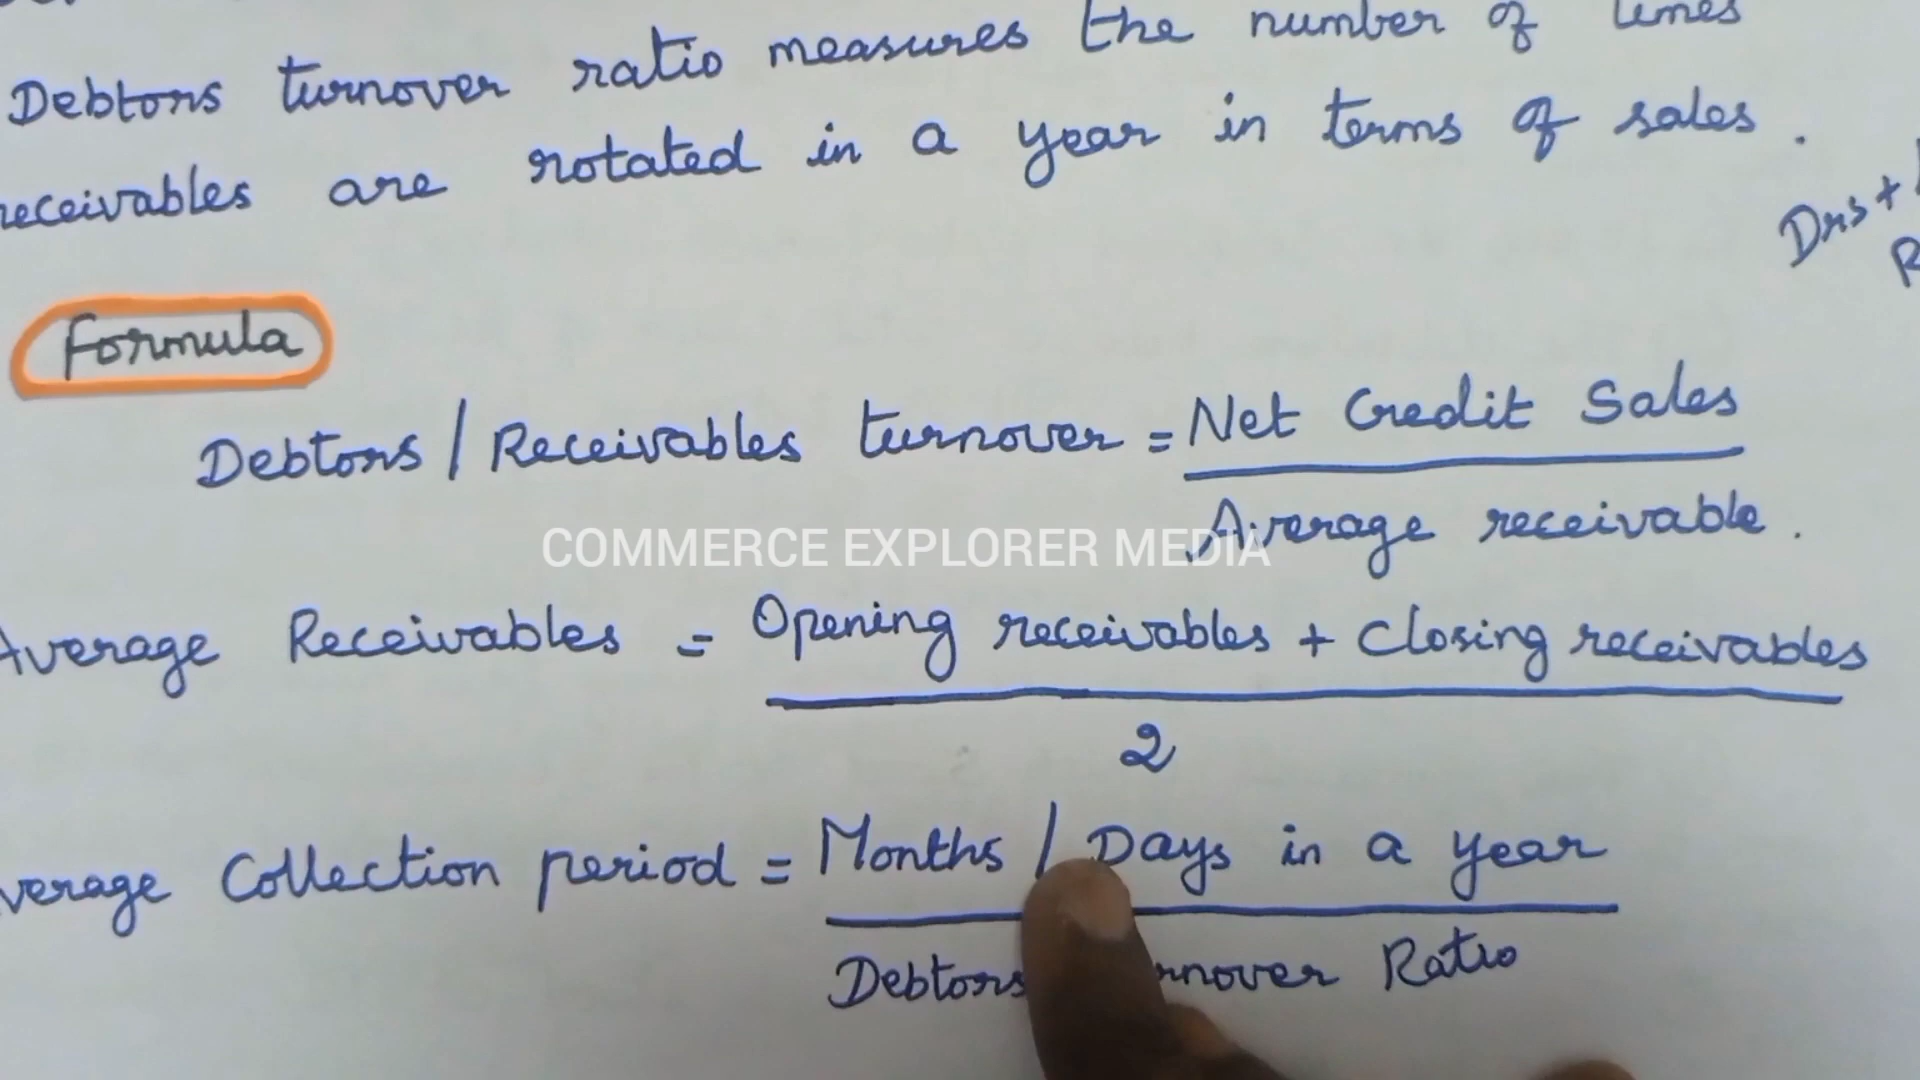 Debtors turnover ratio measures the number of times
receivables are rotated in a year in terms of sales.
Drs +
Formula
Debtors / Receivables turnover = Net Credit Sales
Average receivable.
COMMERCE EXPLORER MEDIA
Average Receivables = Opening receivables + Closing receivables
2
verage Collection period = Months / Days in a year
Debtors rnover Ratio